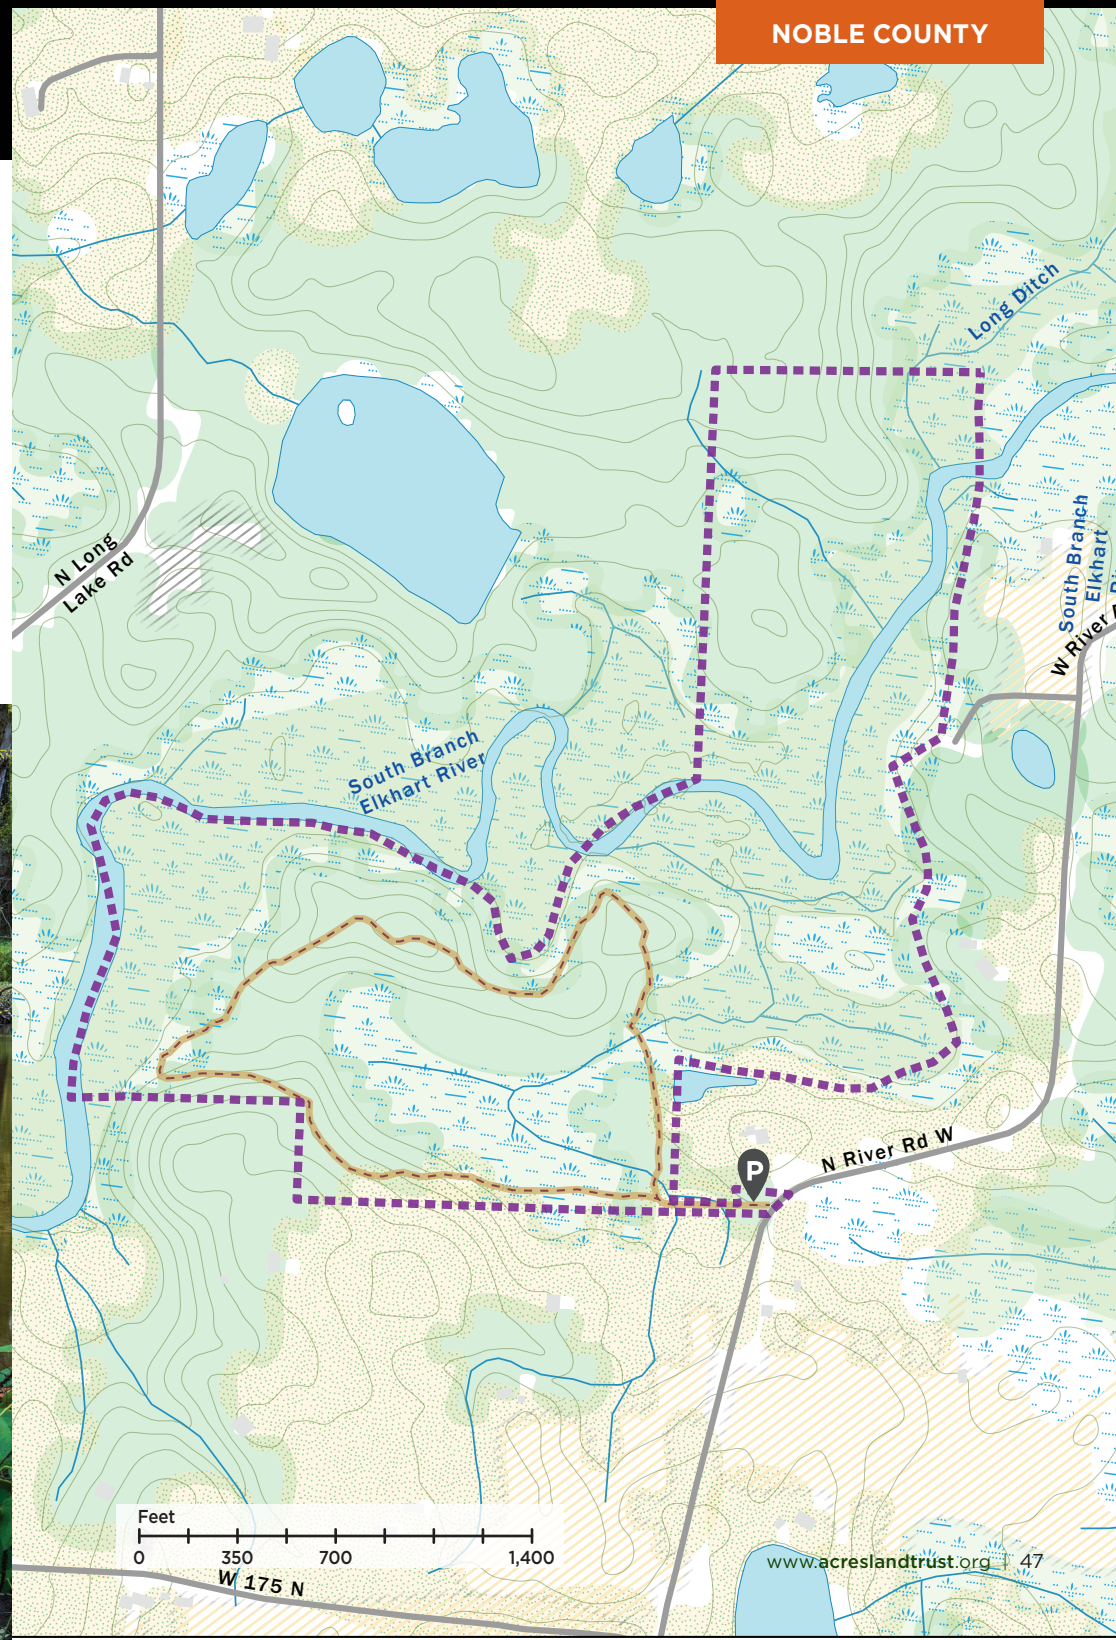 NOBLE COUNTY
Long Ditch
South Branch
Elkhart
N Long
Lake Rd
W River
South Branch
Elkhart River
N River Rd W
P
Feet
0 350 700 1,400
W 175 N
www.acreslandtrust.org | 47